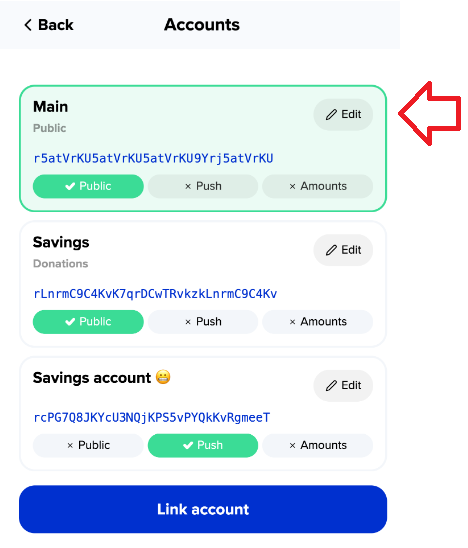 Back
Accounts
Main
Edit
Public
r5atVrKU5atVrKU5atVrKU9Yrj5atVrKU
✓ Public
× Push
× Amounts
Savings
Edit
Donations
rLnrmC9C4KvK7qrDCwTRvkzkLnrmC9C4Kv
✓ Public
× Push
× Amounts
Savings account 😁
Edit
rcPG7Q8JKYcU3NQjKPS5vPYQkKvRgmeeT
× Public
✓ Push
× Amounts
Link account